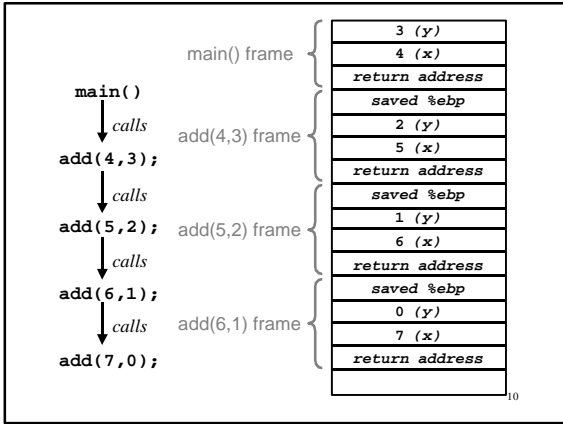 main()
calls
add(4,3);
calls
add(5,2);
calls
add(6,1);
calls
add(7,0);
main() frame
add(4,3) frame
add(5,2) frame
add(6,1) frame
3 (y)
4 (x)
return address
saved %ebp
2 (y)
5 (x)
return address
saved %ebp
1 (y)
6 (x)
return address
saved %ebp
0 (y)
7 (x)
return address
10